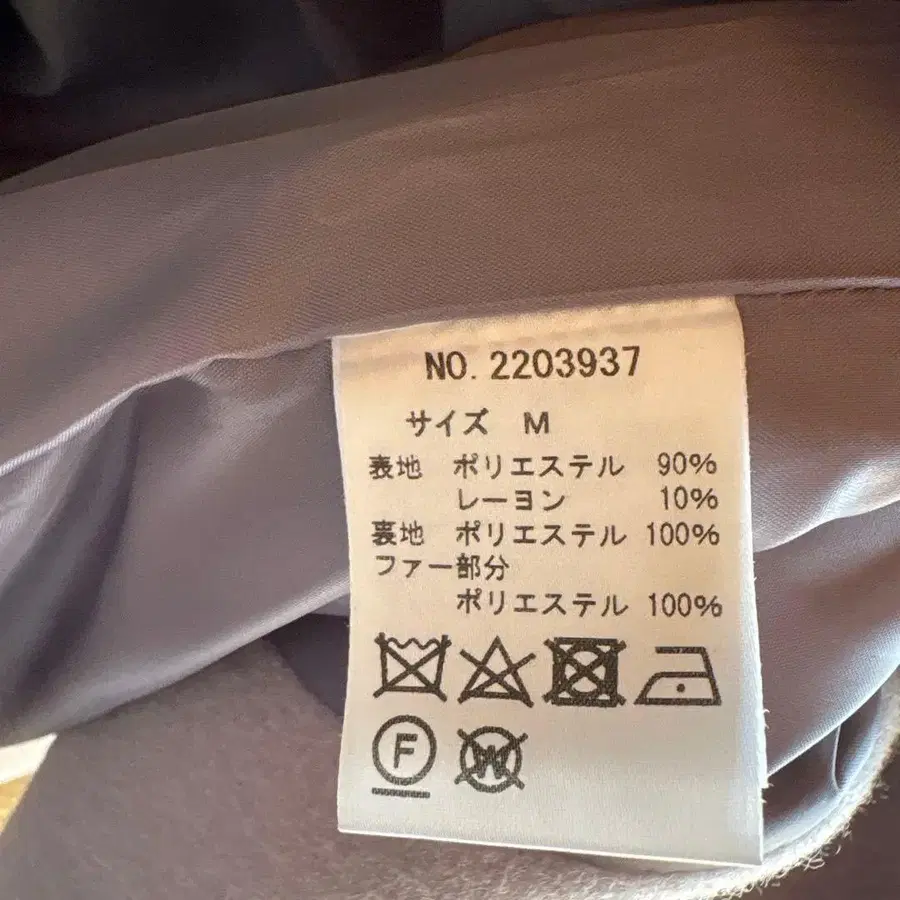 NO. 2203937
サイズ M
表地 ポリエステル 90%
レーヨン 10%
裏地 ポリエステル 100%
ファー部分
ポリエステル 100%
F W